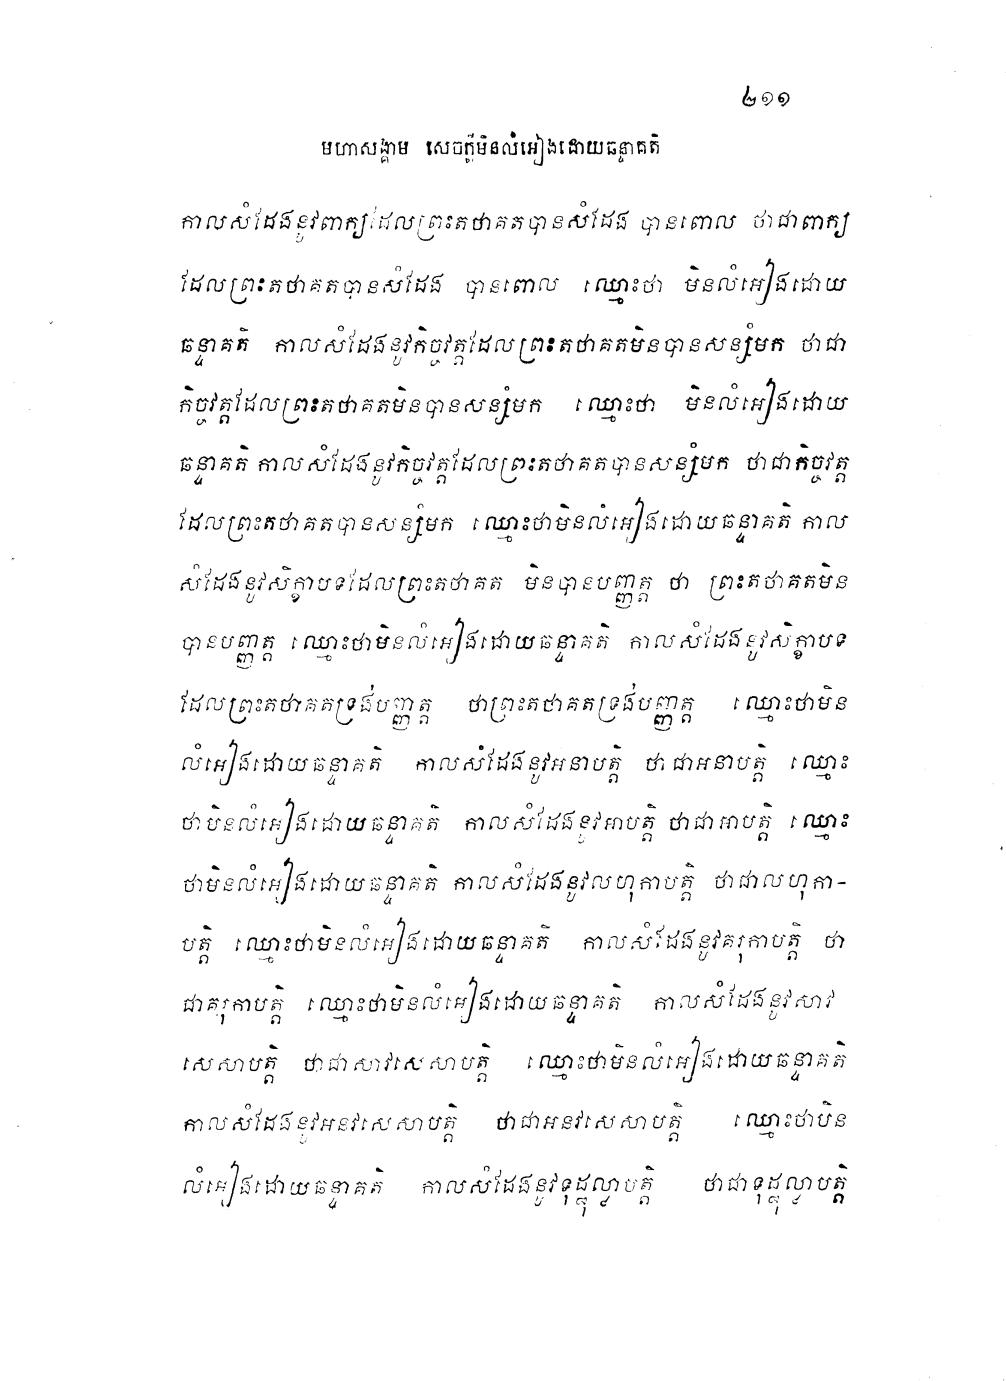 ២១១
មហាសង្គាម សេចក្ដីមិនលំអៀងដោយឆន្ទាគតិ
កាលសំដែងនូវពាក្យដែលព្រះតថាគតបានសំដែង បានពោល ថាជាពាក្យ
ដែលព្រះតថាគតបានសំដែង បានពោល ឈ្មោះថា មិនលំអៀងដោយ
ឆន្ទាគតិ កាលសំដែងនូវកិច្ចវត្តដែលព្រះតថាគតមិនបានសន្សំមក ថាជា
កិច្ចវត្តដែលព្រះតថាគតមិនបានសន្សំមក ឈ្មោះថា មិនលំអៀងដោយ
ឆន្ទាគតិ កាលសំដែងនូវកិច្ចវត្តដែលព្រះតថាគតបានសន្សំមក ថាជាកិច្ចវត្ត
ដែលព្រះតថាគតបានសន្សំមក ឈ្មោះថាមិនលំអៀងដោយឆន្ទាគតិ កាល
សំដែងនូវសិក្ខាបទដែលព្រះតថាគត មិនបានបញ្ញត្ត ថា ព្រះតថាគតមិន
បានបញ្ញត្ត ឈ្មោះថាមិនលំអៀងដោយឆន្ទាគតិ កាលសំដែងនូវសិក្ខាបទ
ដែលព្រះតថាគតទ្រង់បញ្ញត្ត ថាព្រះតថាគតទ្រង់បញ្ញត្ត ឈ្មោះថាមិន
លំអៀងដោយឆន្ទាគតិ កាលសំដែងនូវអនាបត្តិ ថាជាអនាបត្តិ ឈ្មោះ
ថាមិនលំអៀងដោយឆន្ទាគតិ កាលសំដែងនូវអាបត្តិ ថាជាអាបត្តិ ឈ្មោះ
ថាមិនលំអៀងដោយឆន្ទាគតិ កាលសំដែងនូវលហុកាបត្តិ ថាជាលហុកា-
បត្តិ ឈ្មោះថាមិនលំអៀងដោយឆន្ទាគតិ កាលសំដែងនូវគរុកាបត្តិ ថា
ជាគរុកាបត្តិ ឈ្មោះថាមិនលំអៀងដោយឆន្ទាគតិ កាលសំដែងនូវសាវ
សេសាបត្តិ ថាជាសាវសេសាបត្តិ ឈ្មោះថាមិនលំអៀងដោយឆន្ទាគតិ
កាលសំដែងនូវអនវសេសាបត្តិ ថាជាអនវសេសាបត្តិ ឈ្មោះថាមិន
លំអៀងដោយឆន្ទាគតិ កាលសំដែងនូវទុដ្ឋុល្លាបត្តិ ថាជាទុដ្ឋុល្លាបត្តិ